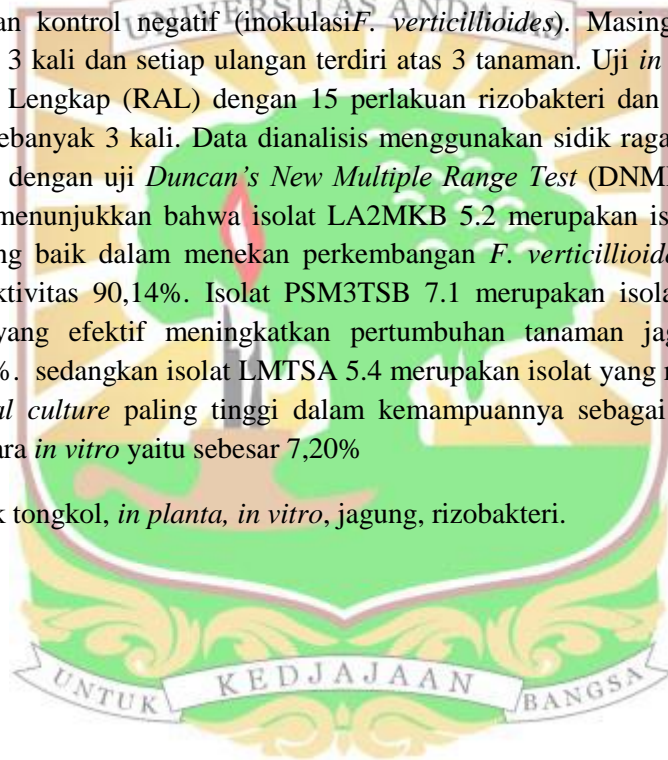 UNIVERSITAS ANDALAS
an kontrol negatif (inokulasiF. verticillioides). Masing
3 kali dan setiap ulangan terdiri atas 3 tanaman. Uji in
Lengkap (RAL) dengan 15 perlakuan rizobakteri dan
ebanyak 3 kali. Data dianalisis menggunakan sidik raga
dengan uji Duncan's New Multiple Range Test (DNM
menunjukkan bahwa isolat LA2MKB 5.2 merupakan is
ng baik dalam menekan perkembangan F. verticillioide
ktivitas 90,14%. Isolat PSM3TSB 7.1 merupakan isola
yang efektif meningkatkan pertumbuhan tanaman jag
%. sedangkan isolat LMTSA 5.4 merupakan isolat yang
al culture paling tinggi dalam kemampuannya sebagai
ara in vitro yaitu sebesar 7,20%
k tongkol, in planta, in vitro, jagung, rizobakteri.
UNTUK KEDJAJAAN BANGSA